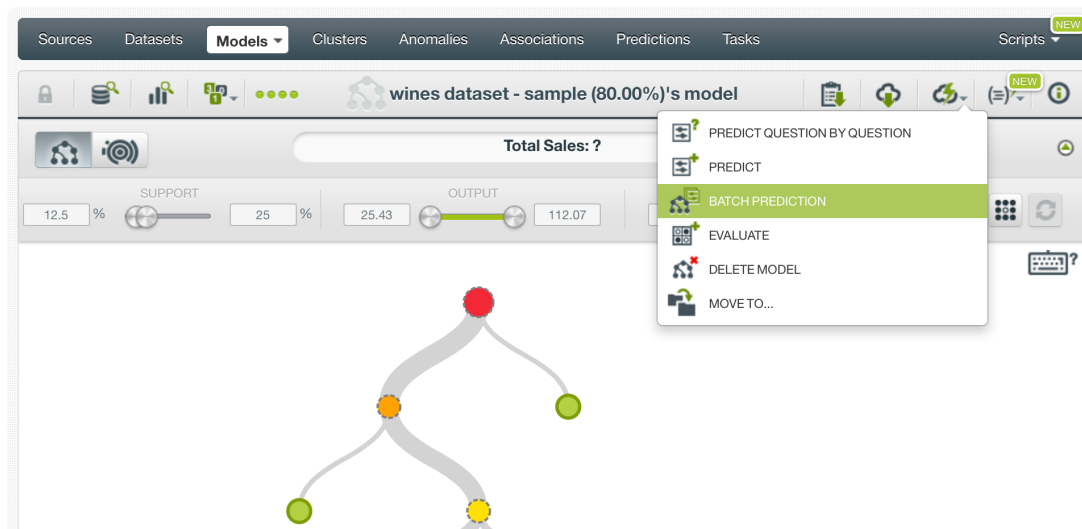 Sources Datasets Models Clusters Anomalies Associations Predictions Tasks Scripts NEW
wines dataset - sample (80.00%)'s model NEW
Total Sales: ?
PREDICT QUESTION BY QUESTION
PREDICT
BATCH PREDICTION
EVALUATE
DELETE MODEL
MOVE TO...
SUPPORT OUTPUT
12.5 % 25 % 25.43 112.07
?